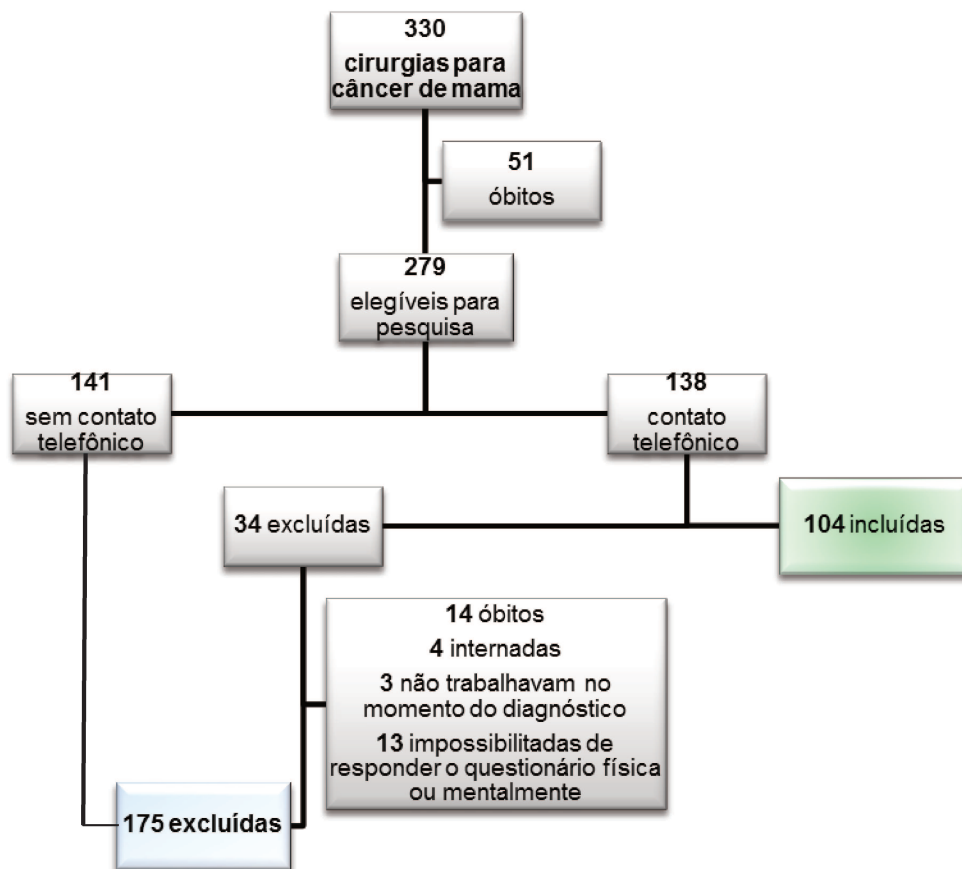 330
cirurgias para
câncer de mama
51
óbitos
279
elegíveis para
pesquisa
141
sem contato
telefônico
138
contato
telefônico
34 excluídas
104 incluídas
14 óbitos
4 internadas
3 não trabalhavam no
momento do diagnóstico
13 impossibilitadas de
responder o questionário física
ou mentalmente
175 excluídas